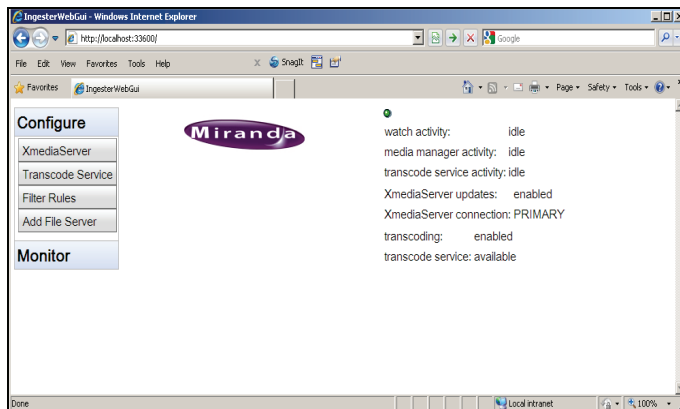 IngesterWebGui - Windows Internet Explorer
http://localhost:33600/
Google
File Edit View Favorites Tools Help
X SnagIt
Favorites
IngesterWebGui
Page Safety Tools
Configure
XmediaServer
Transcode Service
Filter Rules
Add File Server
Monitor
Miranda
watch activity: idle
media manager activity: idle
transcode service activity: idle
XmediaServer updates: enabled
XmediaServer connection: PRIMARY
transcoding: enabled
transcode service: available
Done
Local intranet
100%